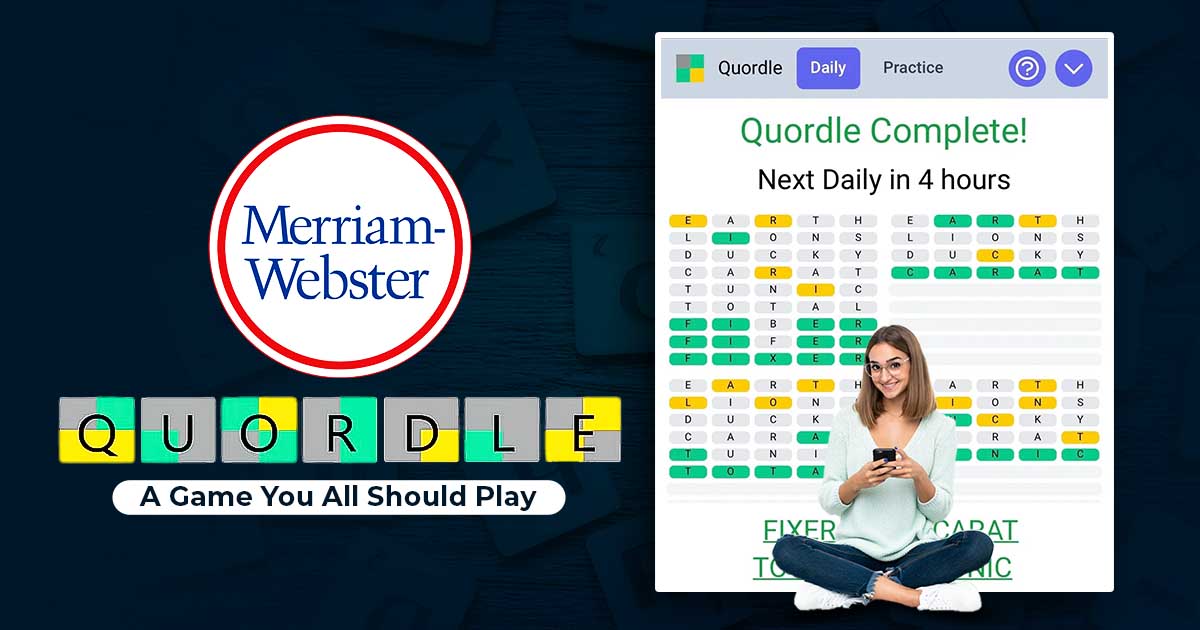 Merriam-
Webster
QUORDLE
A Game You All Should Play
Quordle Daily Practice ?
Quordle Complete!
Next Daily in 4 hours
E A R T H E A R T H
L I O N S L I O N S
D U C K Y D U C K Y
C A R A T C A R A T
T U N I C
T O T A L
F I B E R
F I F E R
F I X E R
E A R T H A R T H
L I O N I O N S
D U C K C K Y
C A R A R A T
T U N I N I C
T O T A
FIXER CARAT
TO NIC